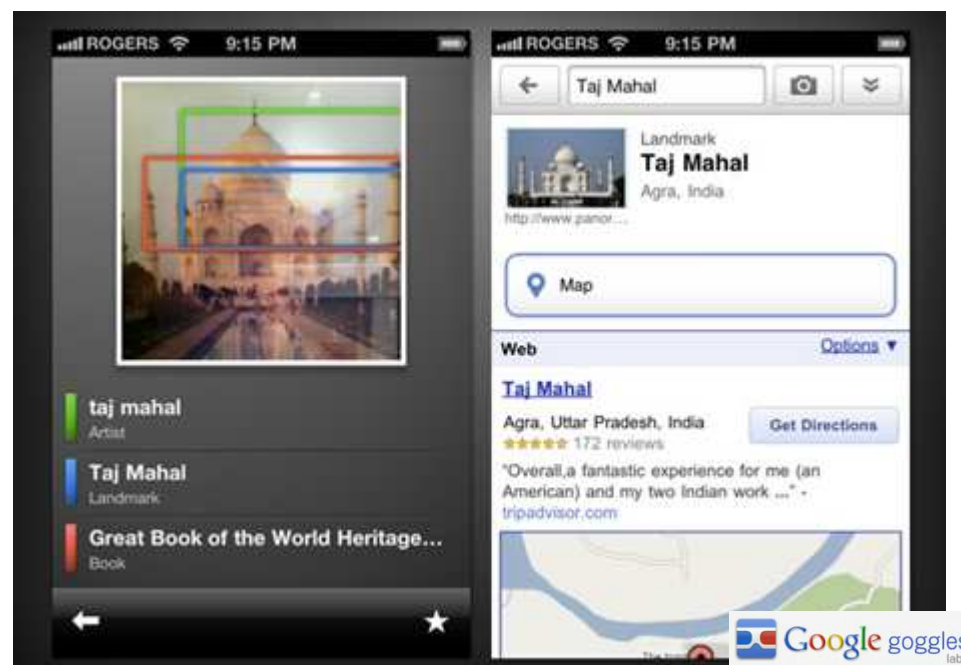 ROGERS 9:15 PM
taj mahal
Artist
Taj Mahal
Landmark
Great Book of the World Heritage...
Book
ROGERS 9:15 PM
Taj Mahal
Landmark
Taj Mahal
Agra, India
http://www.panor....
Map
Web
Options ▼
Taj Mahal
Agra, Uttar Pradesh, India
172 reviews
Get Directions
"Overall,a fantastic experience for me (an
American) and my two Indian work ..." -
tripadvisor.com
Google goggles
lab